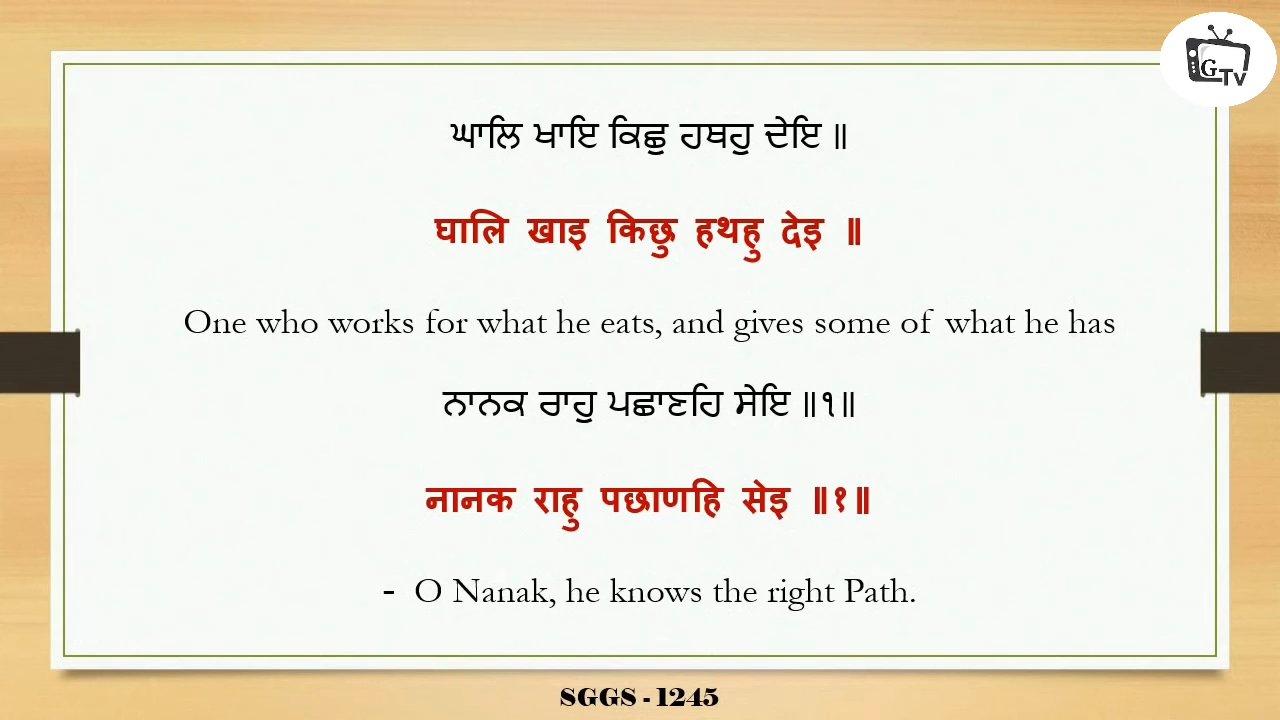 GTV
ਘਾਲਿ ਖਾਇ ਕਿਛੁ ਹਥਹੁ ਦੇਇ ॥
घालि खाइ किछु हथहु देइ ॥
One who works for what he eats, and gives some of what he has
ਨਾਨਕ ਰਾਹੁ ਪਛਾਣਹਿ ਸੇਇ ॥੧॥
नानक राहु पछाणहि सेइ ॥१॥
- O Nanak, he knows the right Path.
SGGS - 1245